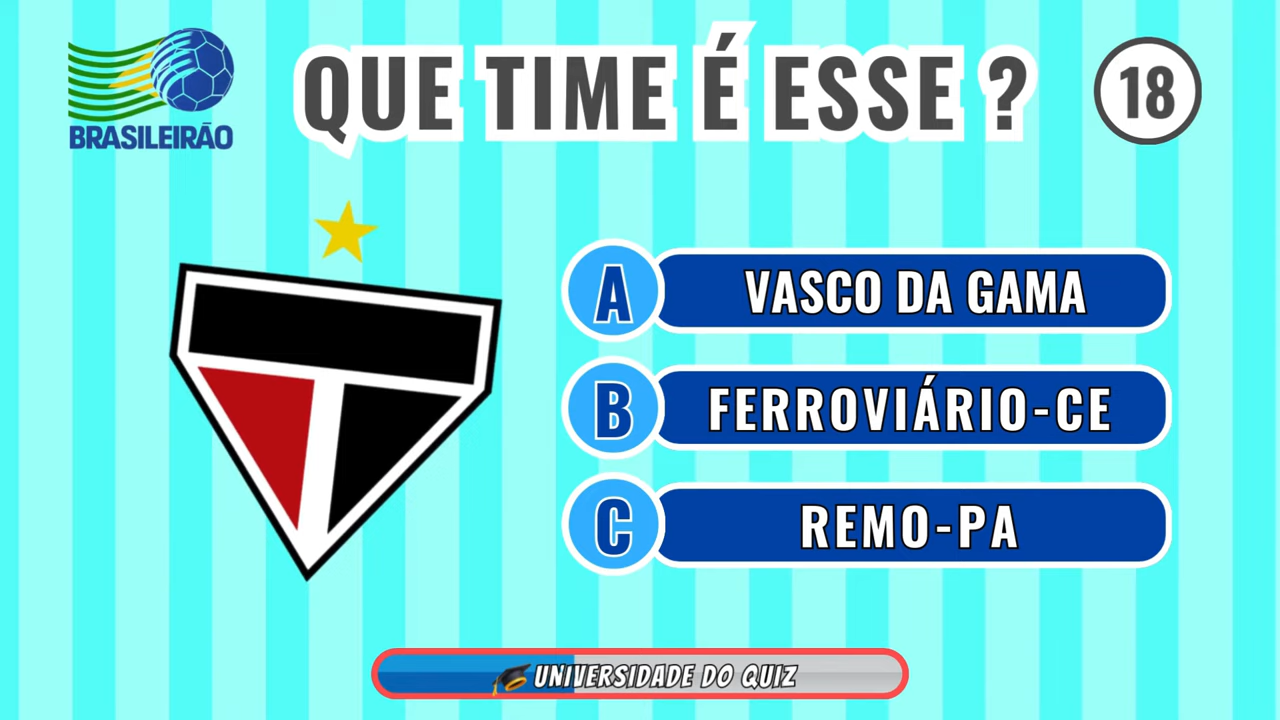 BRASILEIRÃO
QUE TIME É ESSE ?
18
A VASCO DA GAMA
B FERROVIÁRIO-CE
C REMO-PA
UNIVERSIDADE DO QUIZ